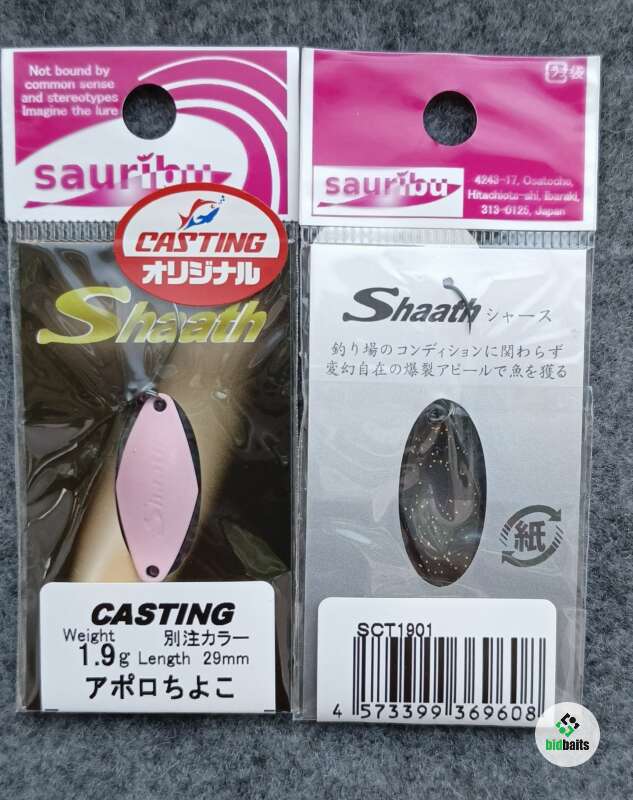 Not bound by
common sense
and stereotypes
Imagine the lure
sauribu
CASTING
オリジナル
Shaath
Shaath
CASTING
Weight 別注カラー
1.9g Length 29mm
アポロちよこ
プラ 袋
sauribu
4243-17, Osatocho,
Hitachiota-shi, Ibaraki,
313-0125, Japan
Shaath シャース
釣り場のコンディションに関わらず
変幻自在の爆裂アピールで魚を獲る
紙
SCT1901
4 573399 369608
bidbaits